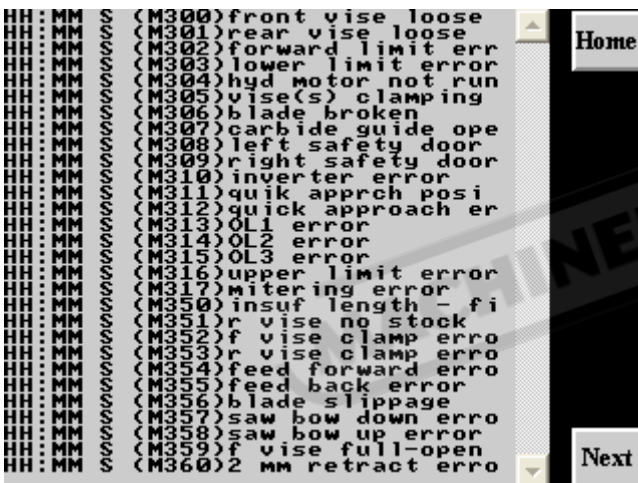 HH:MM S (M300)front vise loose
HH:MM S (M301)rear vise loose
HH:MM S (M302)forward limit err
HH:MM S (M303)lower limit error
HH:MM S (M304)hyd motor not run
HH:MM S (M305)vise(s) clamping
HH:MM S (M306)blade broken
HH:MM S (M307)carbide guide ope
HH:MM S (M308)left safety door
HH:MM S (M309)right safety door
HH:MM S (M310)inverter error
HH:MM S (M311)quik apprch posi
HH:MM S (M312)quick approach er
HH:MM S (M313)OL1 error
HH:MM S (M314)OL2 error
HH:MM S (M315)OL3 error
HH:MM S (M316)upper limit error
HH:MM S (M317)mitering error
HH:MM S (M350)insuf length - fi
HH:MM S (M351)r vise no stock
HH:MM S (M352)f vise clamp erro
HH:MM S (M353)r vise clamp erro
HH:MM S (M354)feed forward erro
HH:MM S (M355)feed back error
HH:MM S (M356)blade slippage
HH:MM S (M357)saw bow down erro
HH:MM S (M358)saw bow up error
HH:MM S (M359)f vise full-open
HH:MM S (M360)2 mm retract erro
Home
Next
MACHINE